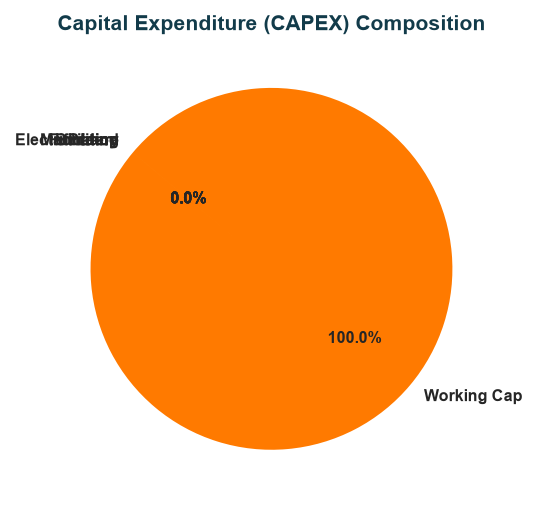 Capital Expenditure (CAPEX) Composition
0.0%
100.0%
Working Cap